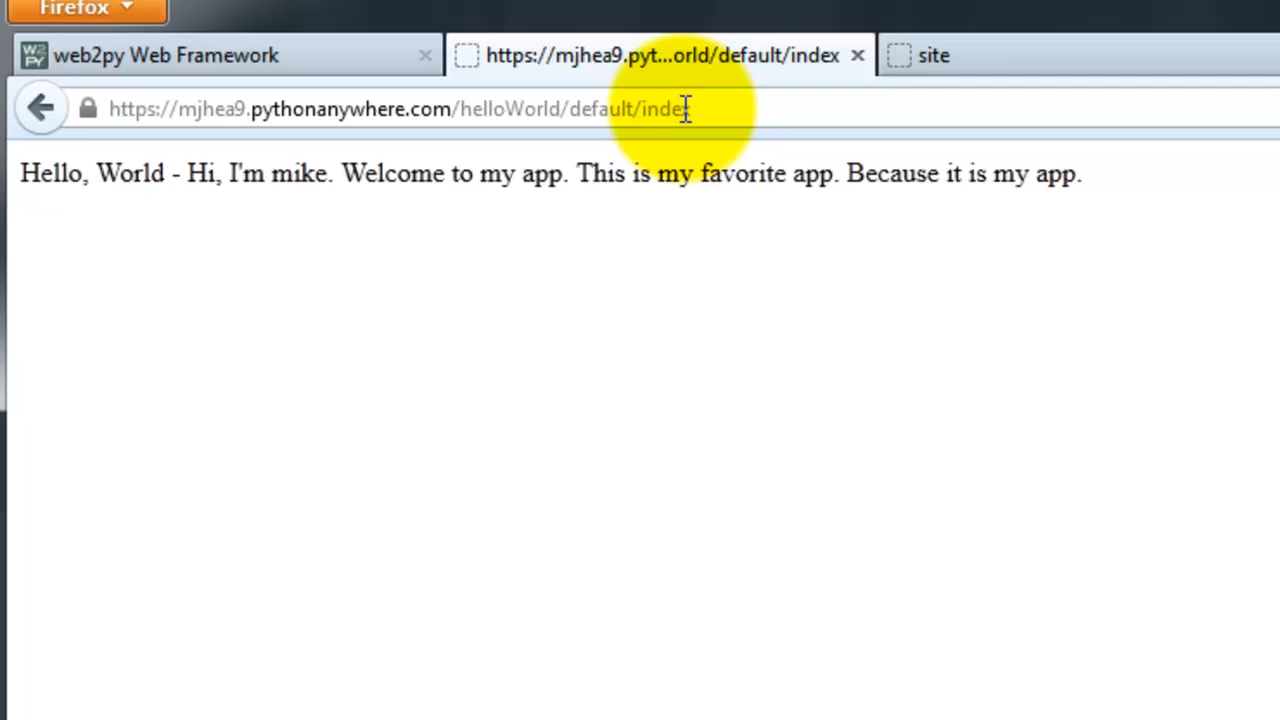 Firefox
W2PY web2py Web Framework
https://mjhea9.pyt...orld/default/index
site
https://mjhea9.pythonanywhere.com/helloWorld/default/index
Hello, World - Hi, I'm mike. Welcome to my app. This is my favorite app. Because it is my app.